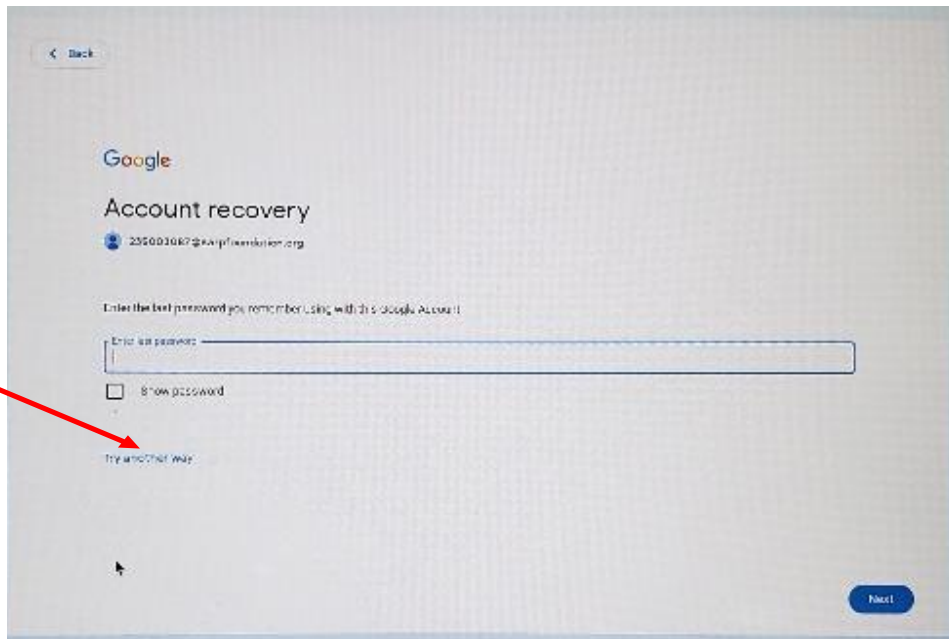 Back
Google
Account recovery
Enter the last password you remember using with this Google Account
Enter last password
Show password
Try another way
Next